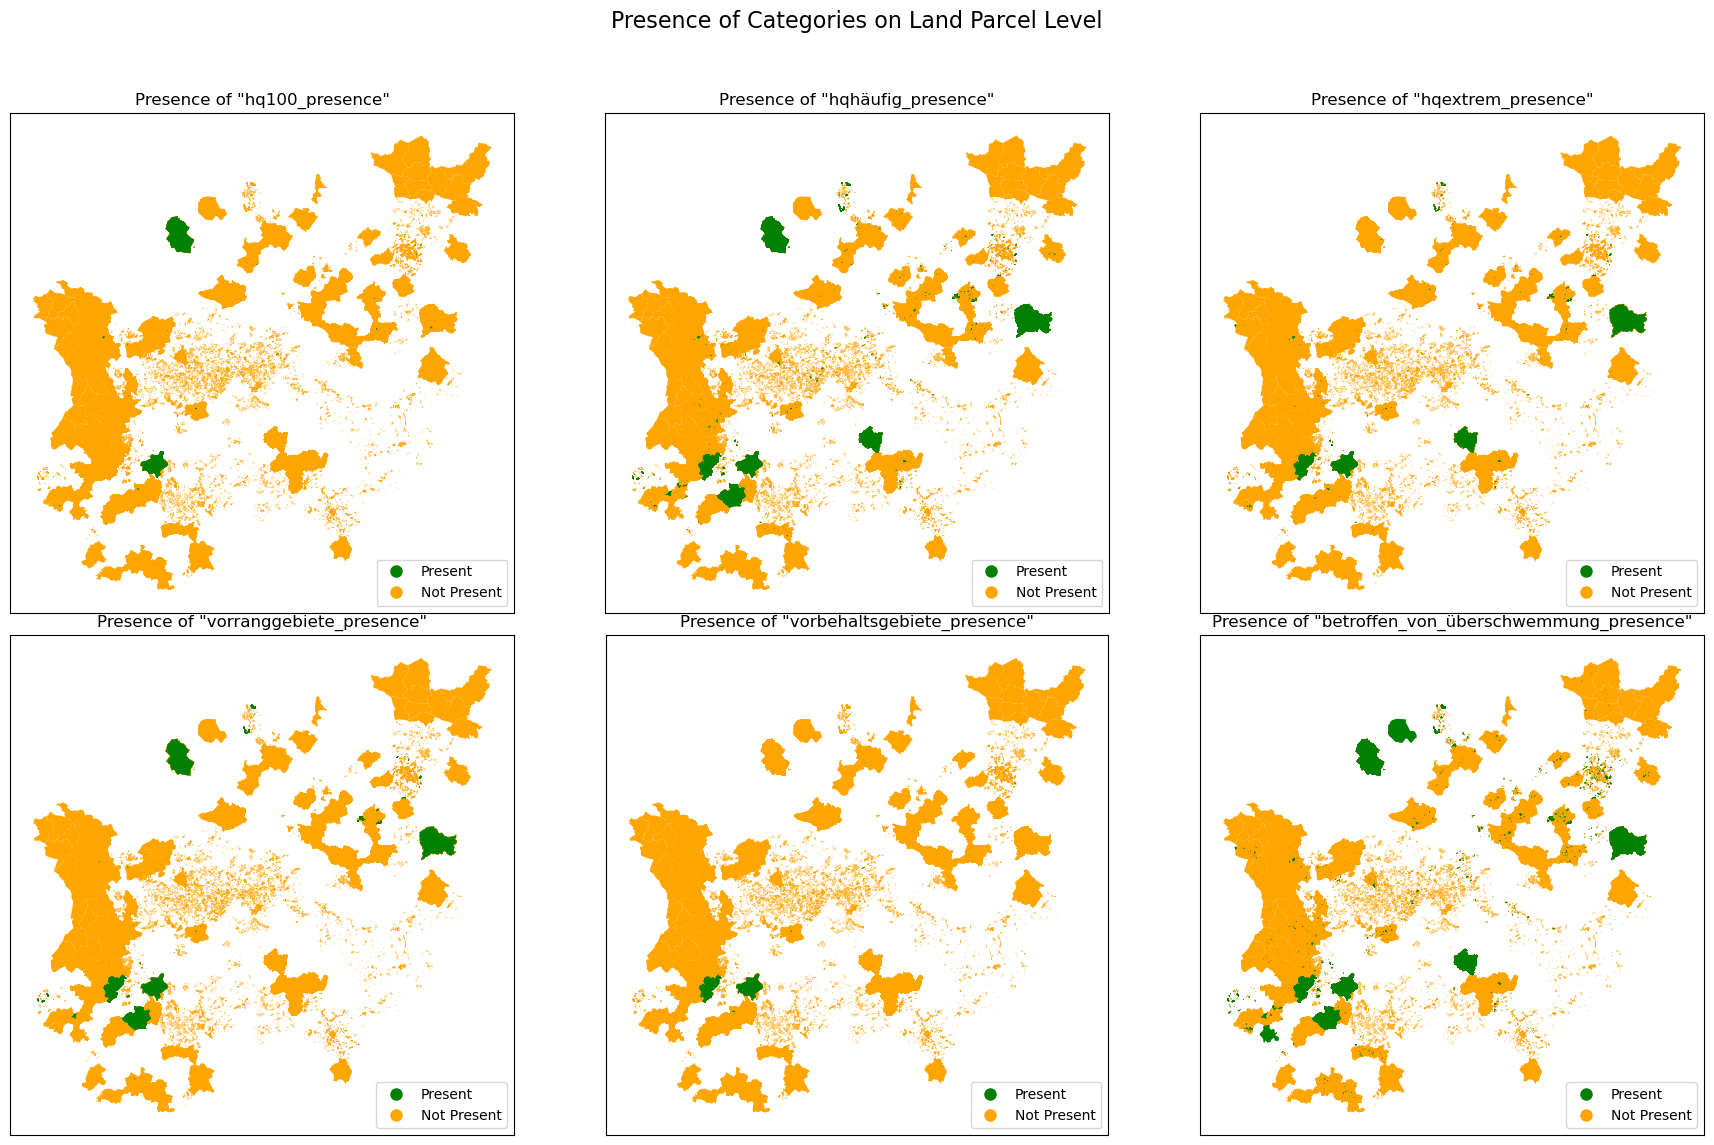 Presence of Categories on Land Parcel Level
Presence of "hq100_presence"
Presence of "hqhäufig_presence"
Presence of "hqextrem_presence"
Present
Not Present
Present
Not Present
Present
Not Present
Presence of "vorranggebiete_presence"
Presence of "vorbehaltsgebiete_presence"
Presence of "betroffen_von_überschwemmung_presence"
Present
Not Present
Present
Not Present
Present
Not Present